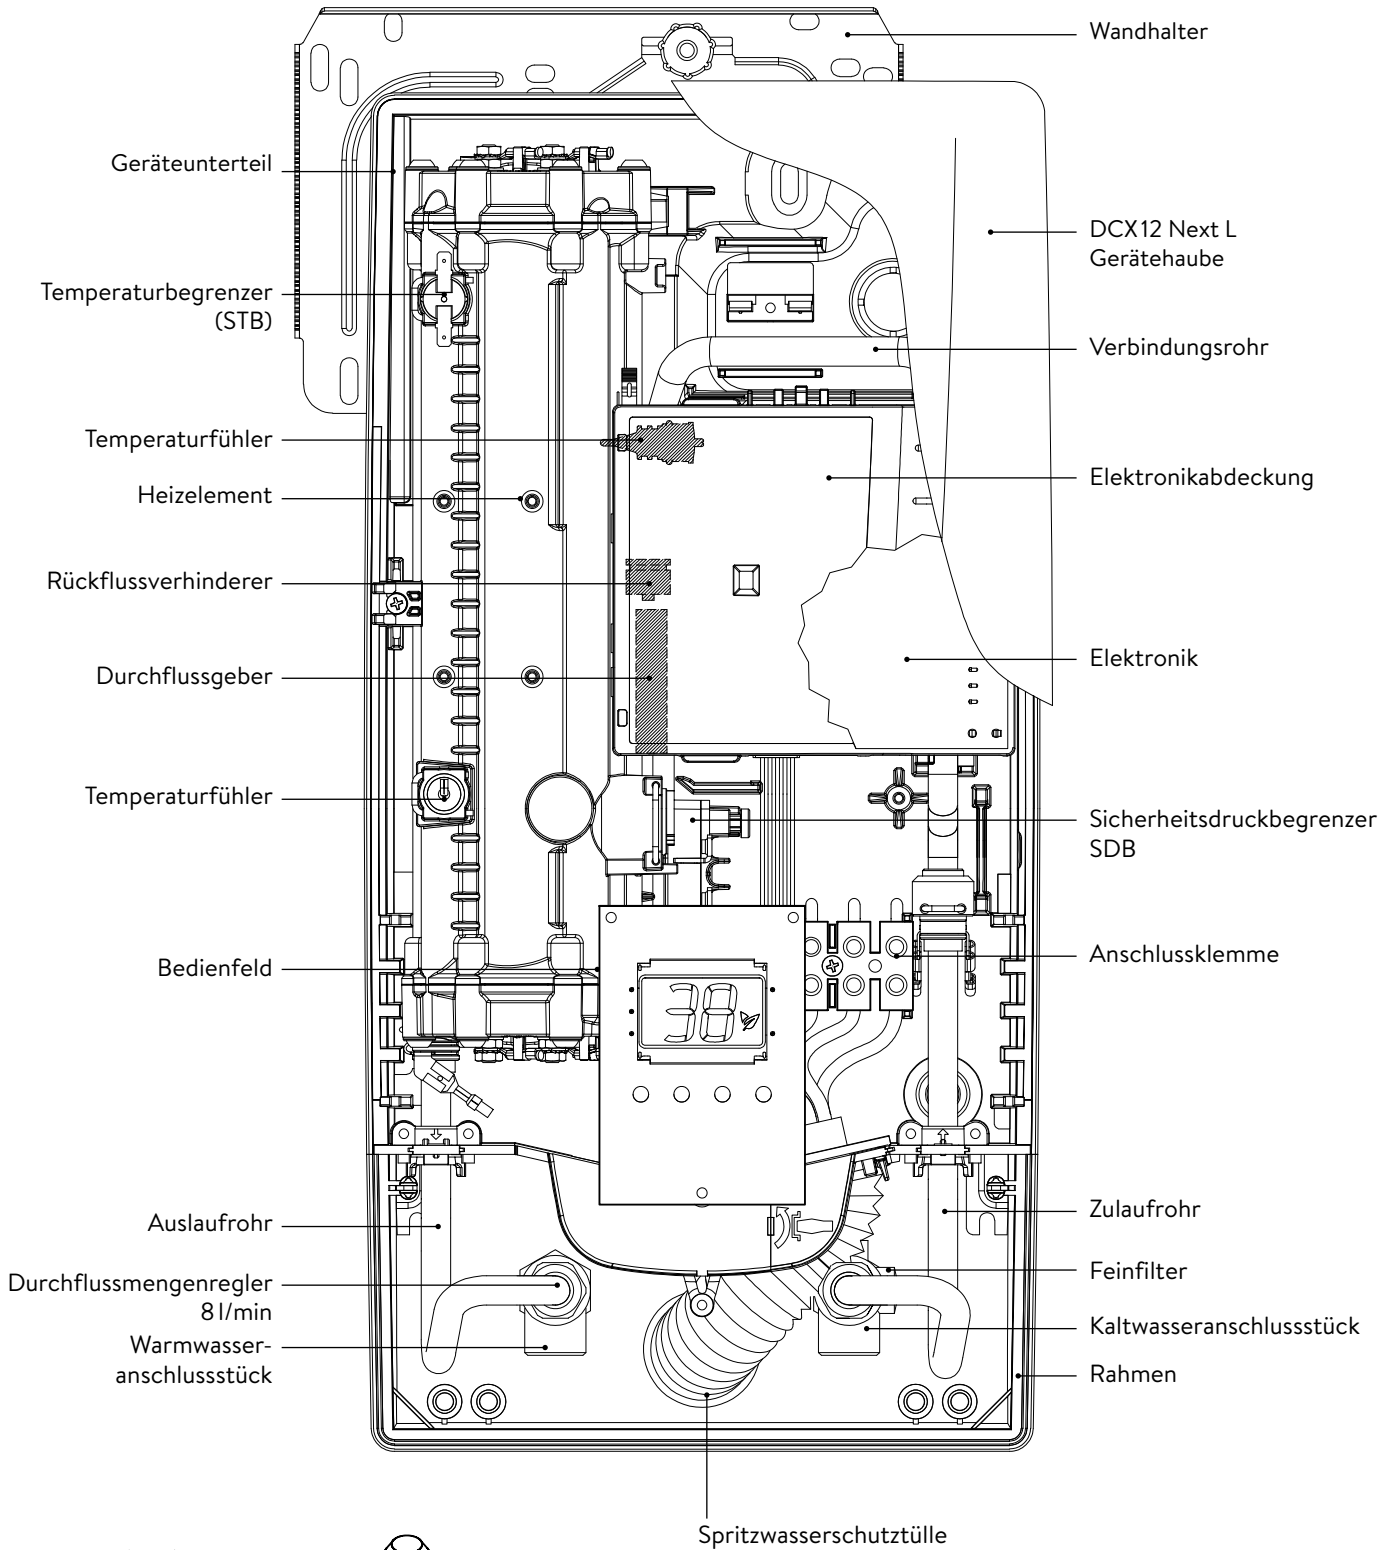 Wandhalter
Geräteunterteil
DCX12 Next L
Gerätehaube
Temperaturbegrenzer
(STB)
Verbindungsrohr
Temperaturfühler
Elektronikabdeckung
Heizelement
Rückflussverhinderer
Elektronik
Durchflussgeber
Temperaturfühler
Sicherheitsdruckbegrenzer
SDB
Anschlussklemme
Bedienfeld
38
Zulaufrohr
Auslaufrohr
Feinfilter
Durchflussmengenregler
8 l/min
Kaltwasseranschlussstück
Warmwasser-
anschlussstück
Rahmen
Spritzwasserschutztülle